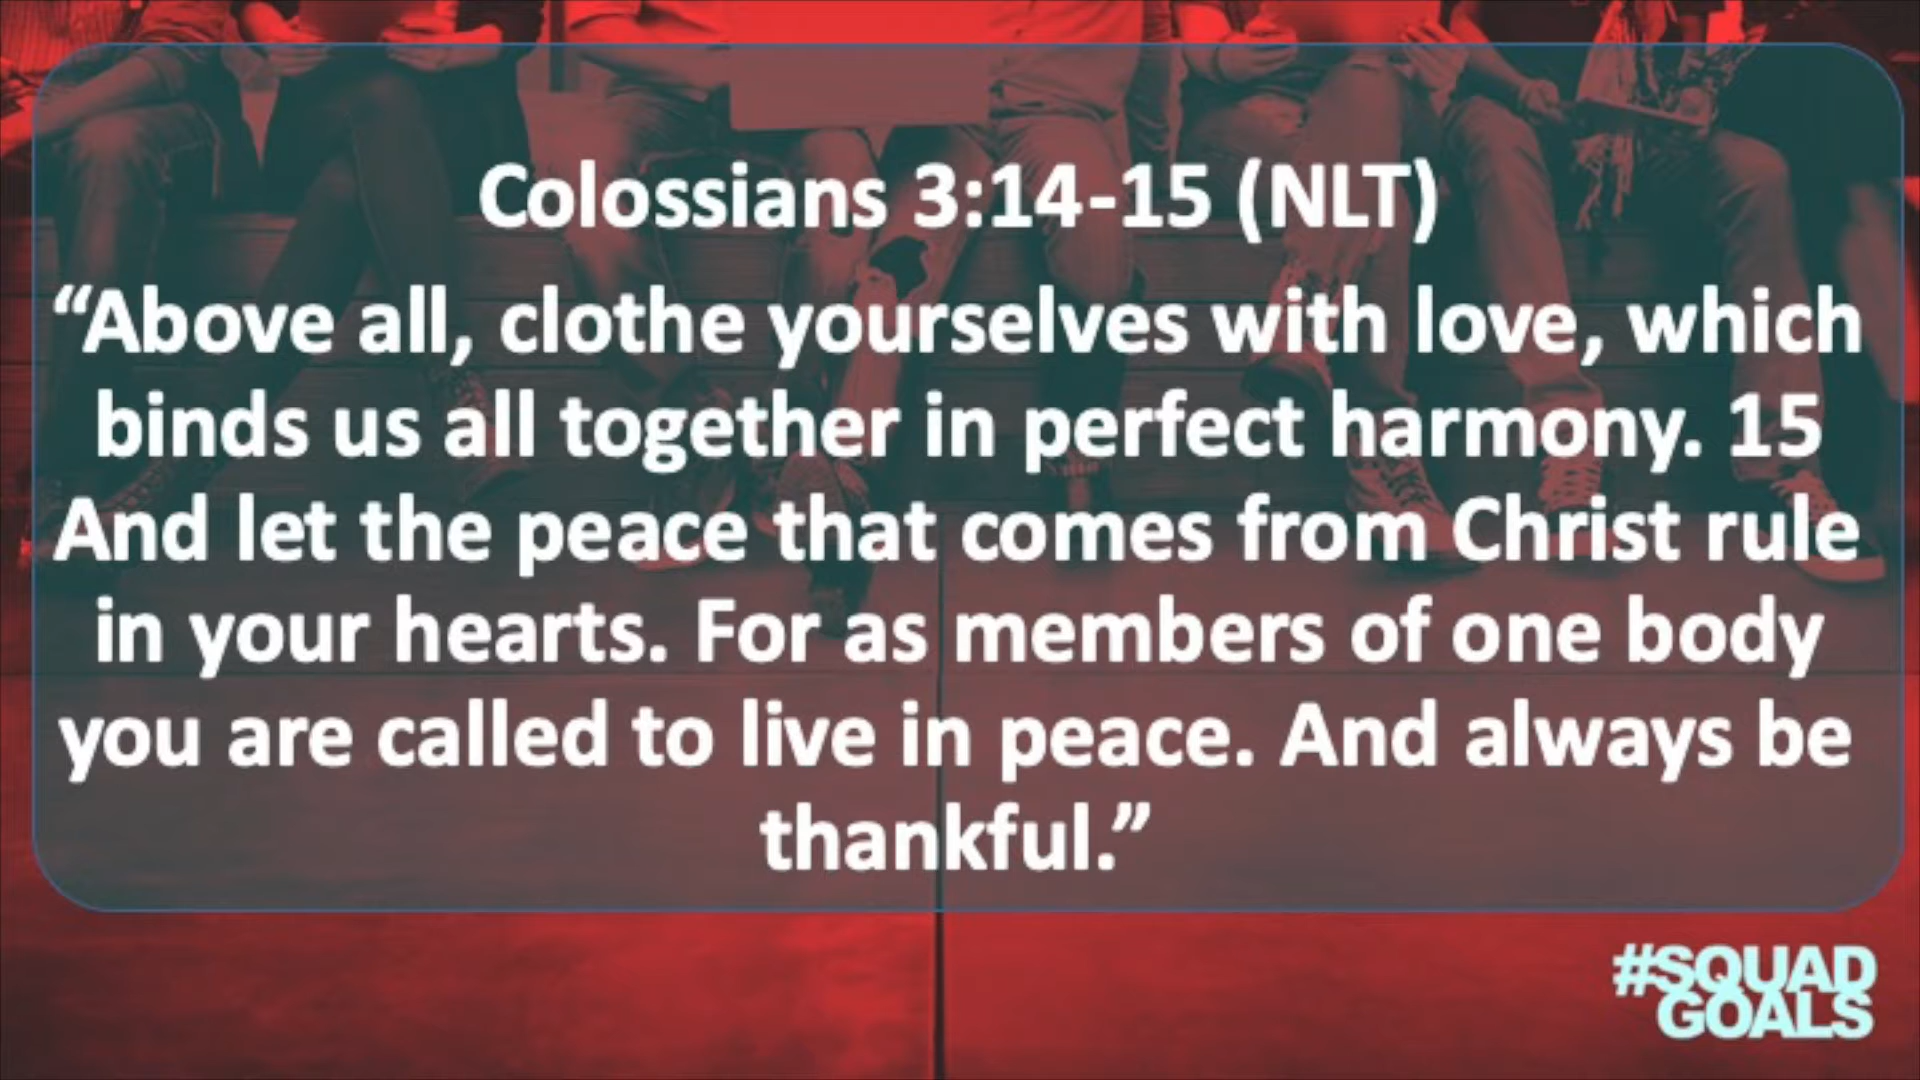 Colossians 3:14-15 (NLT)
“Above all, clothe yourselves with love, which
binds us all together in perfect harmony. 15
And let the peace that comes from Christ rule
in your hearts. For as members of one body
you are called to live in peace. And always be
thankful.”
#SQUAD
GOALS